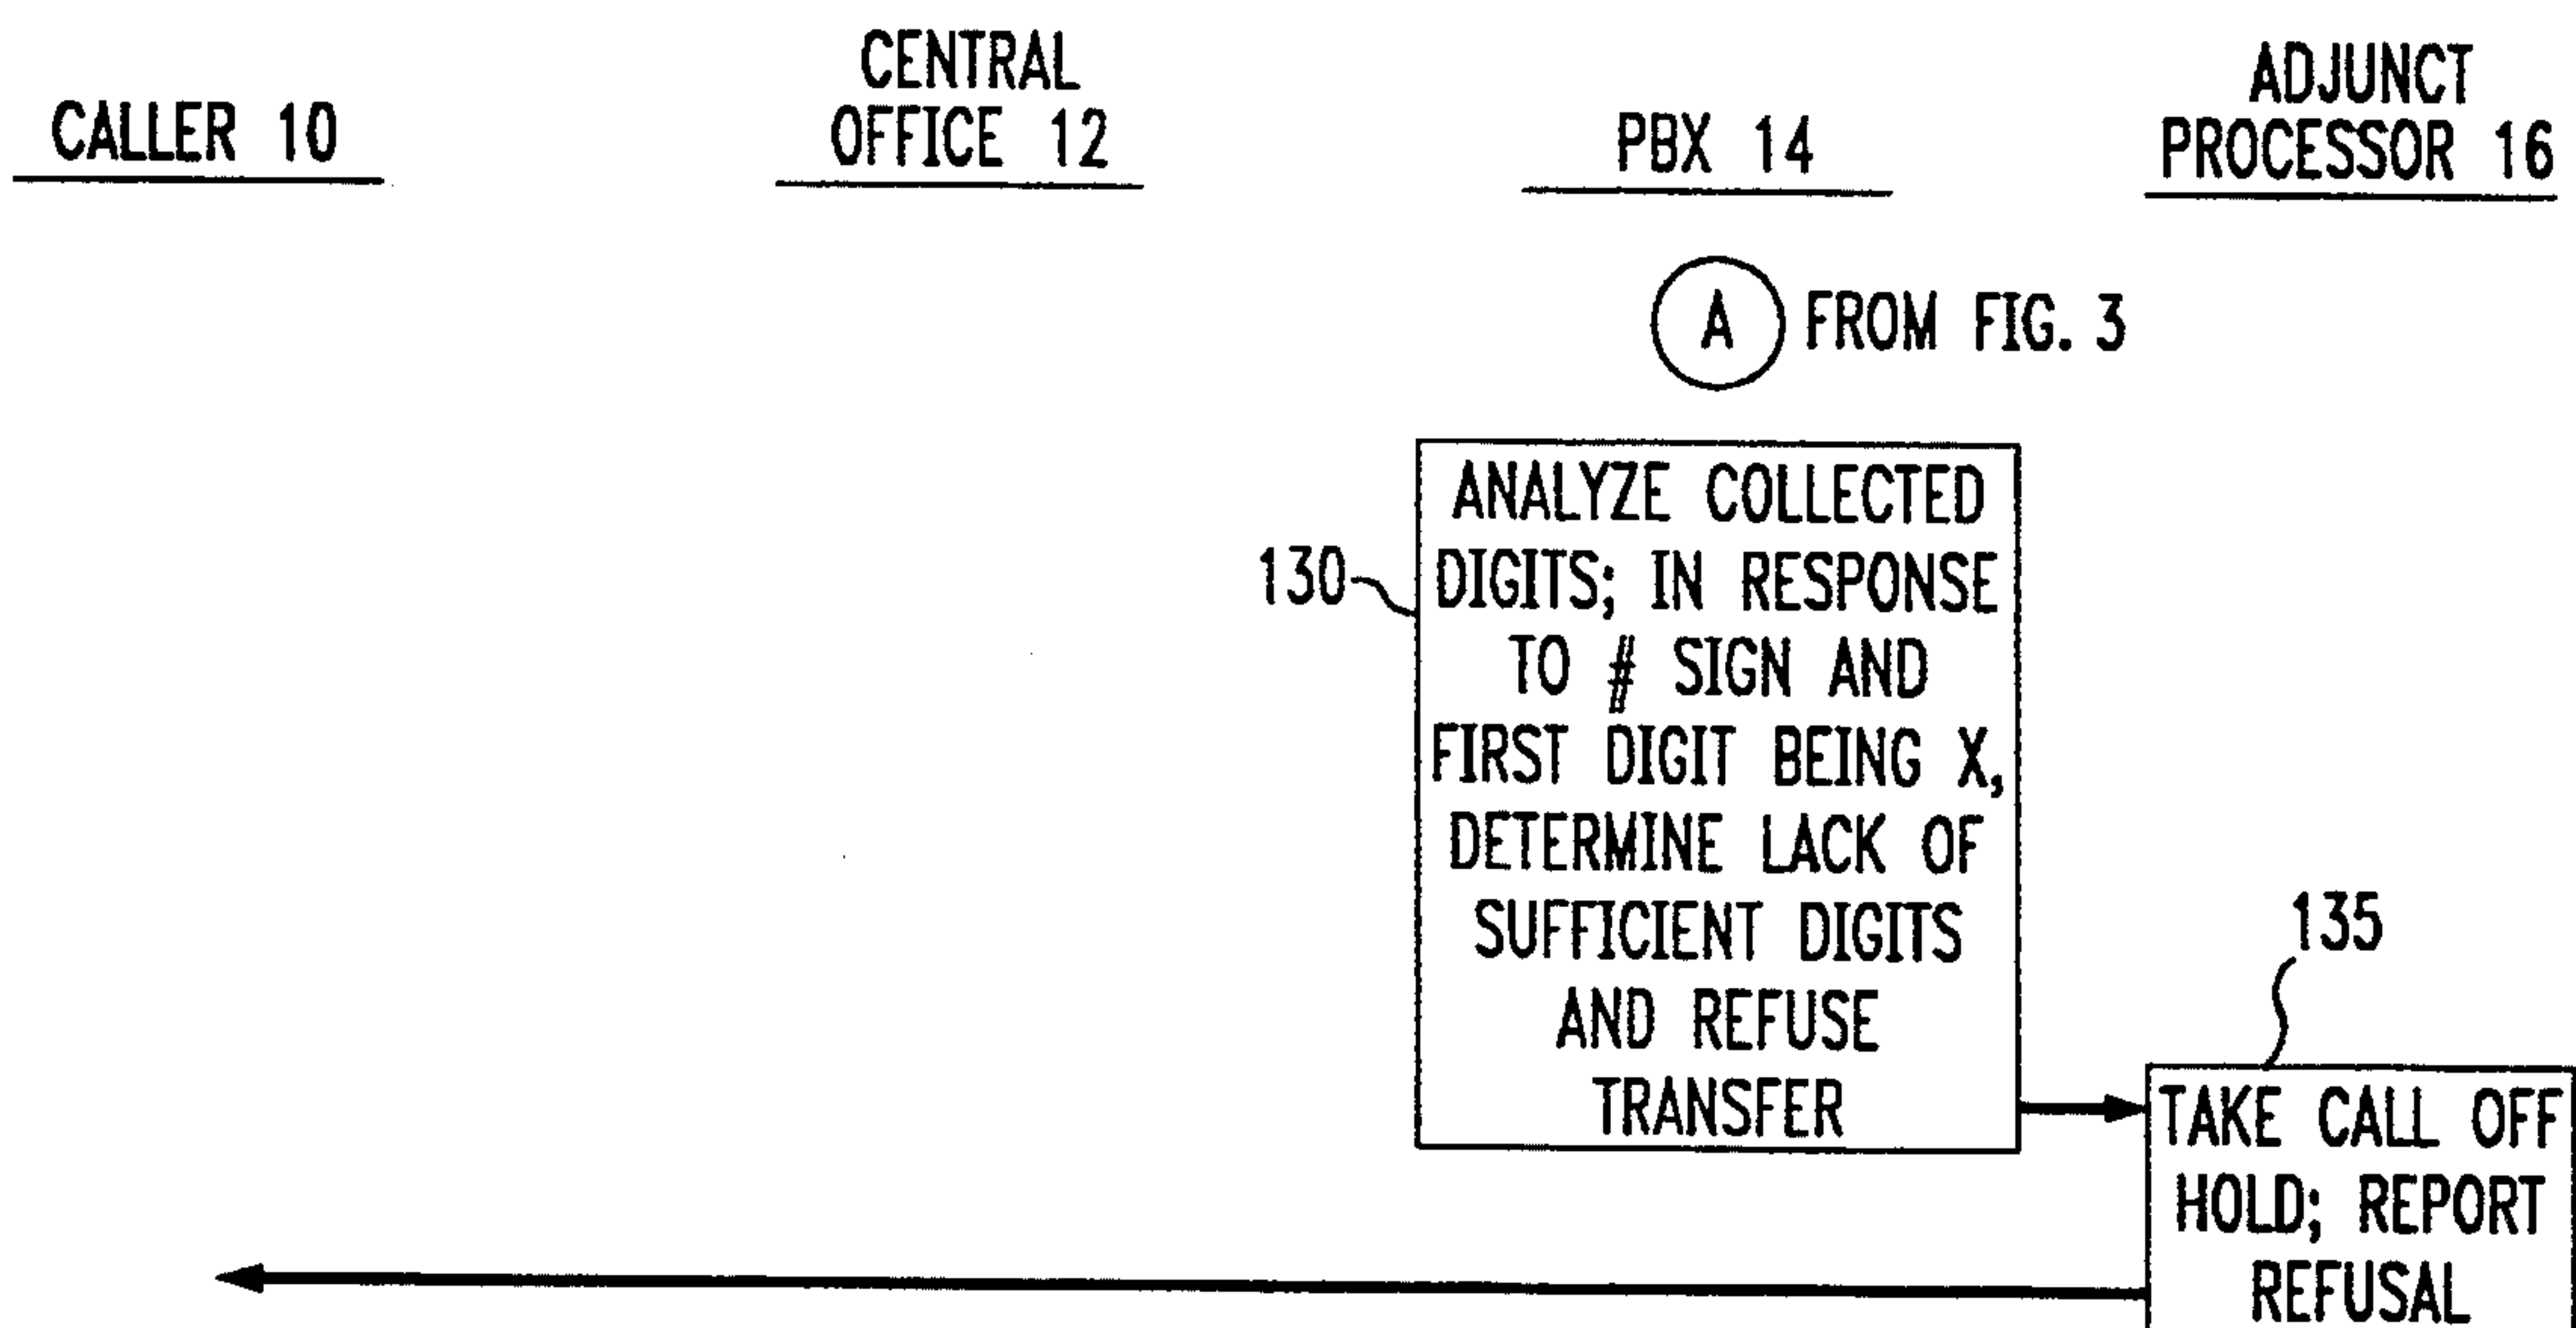 CALLER 10
CENTRAL
OFFICE 12
PBX 14
ADJUNCT
PROCESSOR 16
A FROM FIG. 3
130
ANALYZE COLLECTED
DIGITS; IN RESPONSE
TO # SIGN AND
FIRST DIGIT BEING X,
DETERMINE LACK OF
SUFFICIENT DIGITS
AND REFUSE
TRANSFER
135
TAKE CALL OFF
HOLD; REPORT
REFUSAL